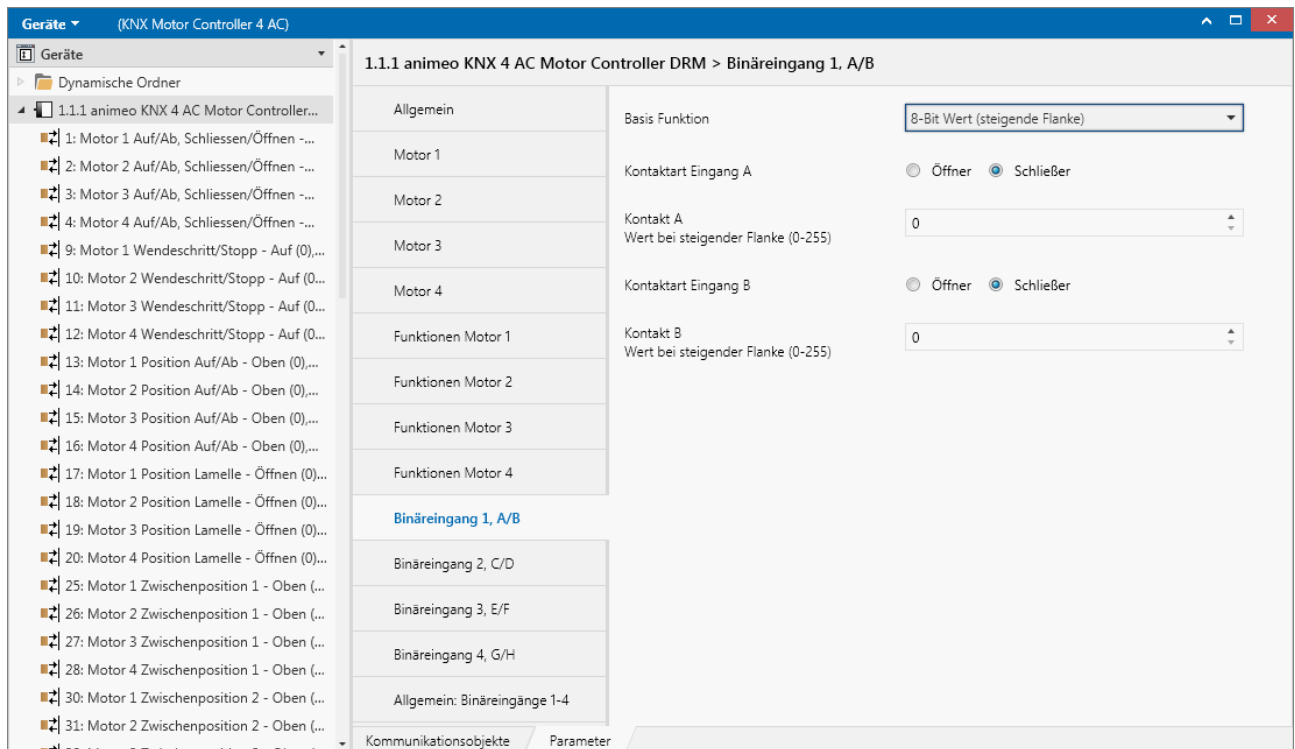 Geräte (KNX Motor Controller 4 AC)
Geräte
Dynamische Ordner
1.1.1 animeo KNX 4 AC Motor Controller...
1: Motor 1 Auf/Ab, Schliessen/Öffnen -...
2: Motor 2 Auf/Ab, Schliessen/Öffnen -...
3: Motor 3 Auf/Ab, Schliessen/Öffnen -...
4: Motor 4 Auf/Ab, Schliessen/Öffnen -...
9: Motor 1 Wendeschritt/Stopp - Auf (0),...
10: Motor 2 Wendeschritt/Stopp - Auf (0...
11: Motor 3 Wendeschritt/Stopp - Auf (0...
12: Motor 4 Wendeschritt/Stopp - Auf (0...
13: Motor 1 Position Auf/Ab - Oben (0),...
14: Motor 2 Position Auf/Ab - Oben (0),...
15: Motor 3 Position Auf/Ab - Oben (0),...
16: Motor 4 Position Auf/Ab - Oben (0),...
17: Motor 1 Position Lamelle - Öffnen (0)...
18: Motor 2 Position Lamelle - Öffnen (0)...
19: Motor 3 Position Lamelle - Öffnen (0)...
20: Motor 4 Position Lamelle - Öffnen (0)...
25: Motor 1 Zwischenposition 1 - Oben (...
26: Motor 2 Zwischenposition 1 - Oben (...
27: Motor 3 Zwischenposition 1 - Oben (...
28: Motor 4 Zwischenposition 1 - Oben (...
30: Motor 1 Zwischenposition 2 - Oben (...
31: Motor 2 Zwischenposition 2 - Oben (...
1.1.1 animeo KNX 4 AC Motor Controller DRM > Binäreingang 1, A/B
Allgemein
Motor 1
Motor 2
Motor 3
Motor 4
Funktionen Motor 1
Funktionen Motor 2
Funktionen Motor 3
Funktionen Motor 4
Binäreingang 1, A/B
Binäreingang 2, C/D
Binäreingang 3, E/F
Binäreingang 4, G/H
Allgemein: Binäreingänge 1-4
Basis Funktion 8-Bit Wert (steigende Flanke)
Kontaktart Eingang A Öffner Schließer
Kontakt A
Wert bei steigender Flanke (0-255) 0
Kontaktart Eingang B Öffner Schließer
Kontakt B
Wert bei steigender Flanke (0-255) 0
Kommunikationsobjekte Parameter